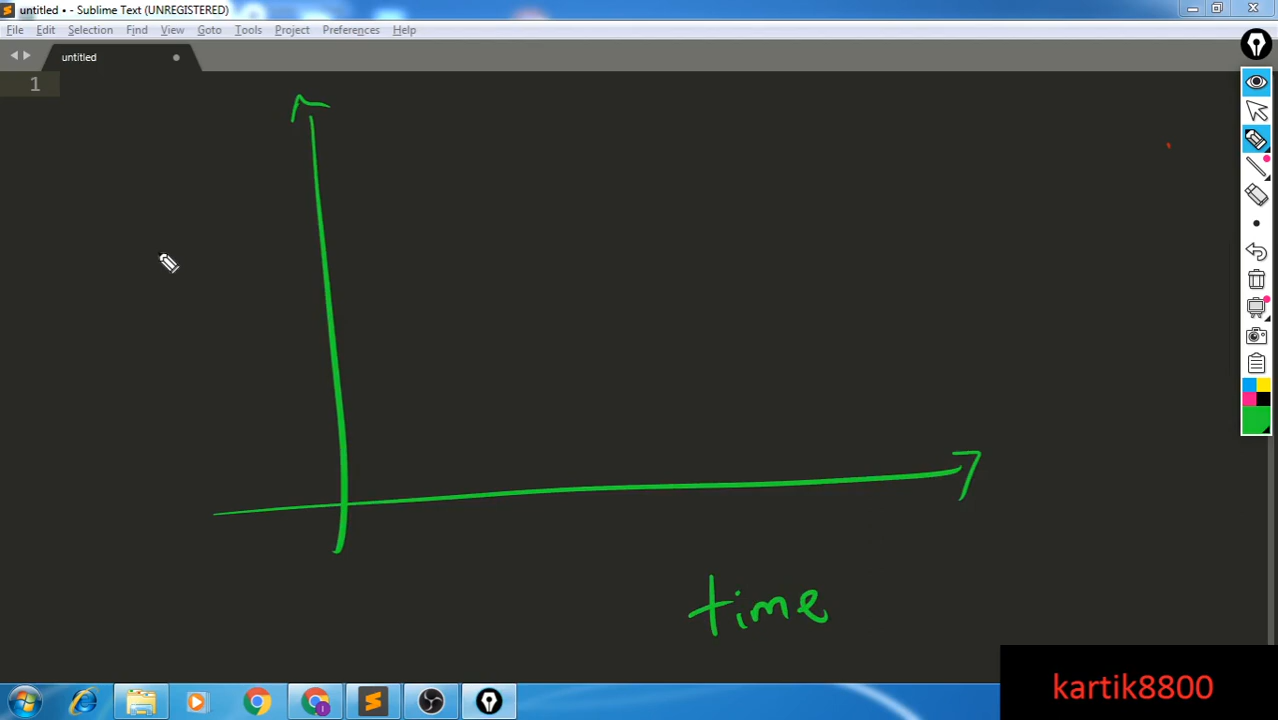 untitled • - Sublime Text (UNREGISTERED)
File Edit Selection Find View Goto Tools Project Preferences Help
untitled
1
time
kartik8800